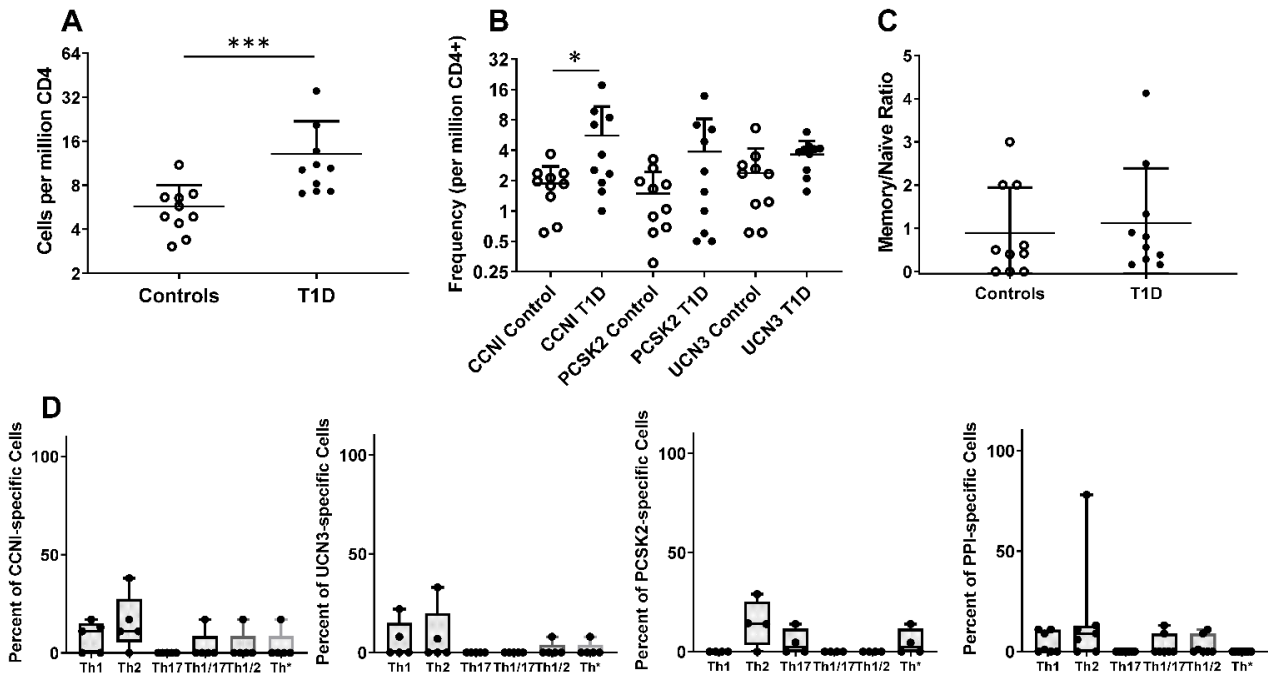 A
Cells per million CD4
64
32
16
8
4
2
***
Controls
T1D
B
Frequency (per million CD4+)
32
16
8
4
2
1
0.5
0.25
*
CCNI Control
CCNI T1D
PCSK2 Control
PCSK2 T1D
UCN3 Control
UCN3 T1D
C
Memory/Naïve Ratio
5
4
3
2
1
0
Controls
T1D
D
Percent of CCNI-specific Cells
100
50
0
Th1 Th2 Th17 Th1/17 Th1/2 Th*
Percent of UCN3-specific Cells
100
50
0
Th1 Th2 Th17 Th1/17 Th1/2 Th*
Percent of PCSK2-specific Cells
100
50
0
Th1 Th2 Th17 Th1/17 Th1/2 Th*
Percent of PPI-specific Cells
100
50
0
Th1 Th2 Th17 Th1/17 Th1/2 Th*